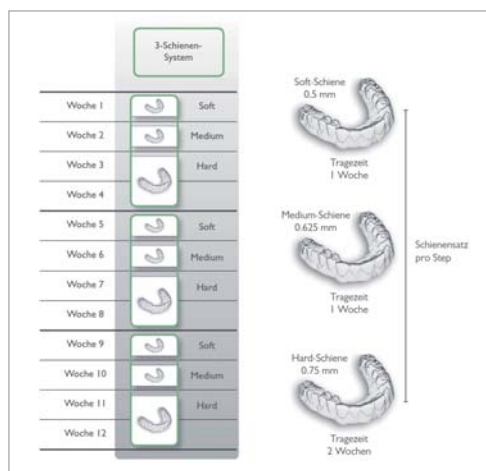 3-Schienen-
System
Woche 1 Soft
Woche 2 Medium
Woche 3 Hard
Woche 4
Woche 5 Soft
Woche 6 Medium
Woche 7 Hard
Woche 8
Woche 9 Soft
Woche 10 Medium
Woche 11 Hard
Woche 12
Soft-Schiene
0.5 mm
Tragezeit
1 Woche
Medium-Schiene
0.625 mm
Tragezeit
1 Woche
Hard-Schiene
0.75 mm
Tragezeit
2 Wochen
Schienensatz
pro Step